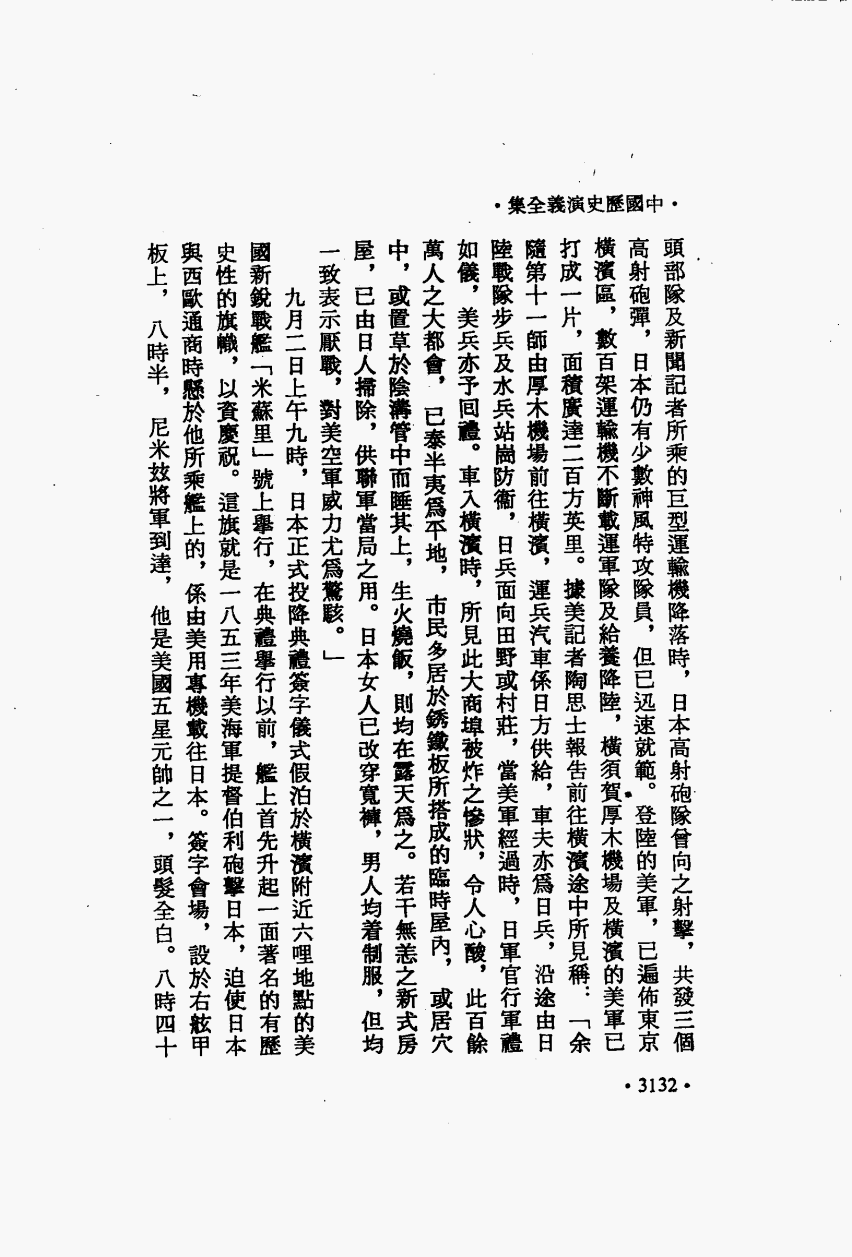 ·中國歷史演義全集·
頭部隊及新聞記者所乘的巨型運輸機降落時，日本高射砲隊曾向之射擊，共發三個
高射砲彈，日本仍有少數神風特攻隊員，但已迅速就範。登陸的美軍，已遍佈東京
橫濱區，數百架運輸機不斷載運軍隊及給養降陸，橫須賀厚木機場及橫濱的美軍已
打成一片，面積廣達二百方英里。據美記者陶思士報告前往橫濱途中所見稱：「余
隨第十一師由厚木機場前往橫濱，運兵汽車係日方供給，車夫亦爲日兵，沿途由日
陸戰隊步兵及水兵站崗防衞，日兵面向田野或村莊，當美軍經過時，日軍官行軍禮
如儀，美兵亦予回禮。車入橫濱時，所見此大商埠被炸之慘狀，令人心酸，此百餘
萬人之大都會，已泰半夷爲平地，市民多居於銹鐵板所搭成的臨時屋內，或居穴
中，或置草於陰溝管中而睡其上，生火燒飯，則均在露天爲之。若干無恙之新式房
屋，已由日人掃除，供聯軍當局之用。日本女人已改穿寬褲，男人均着制服，但均
一致表示厭戰，對美空軍威力尤爲驚駭。」
九月二日上午九時，日本正式投降典禮簽字儀式假泊於橫濱附近六哩地點的美
國新銳戰艦「米蘇里」號上舉行，在典禮舉行以前，艦上首先升起一面著名的有歷
史性的旗幟，以資慶祝。這旗就是一八五三年美海軍提督伯利砲擊日本，迫使日本
與西歐通商時懸於他所乘艦上的，係由美用專機載往日本。簽字會場，設於右舷甲
板上，八時半，尼米玆將軍到達，他是美國五星元帥之一，頭髮全白。八時四十
·3132·